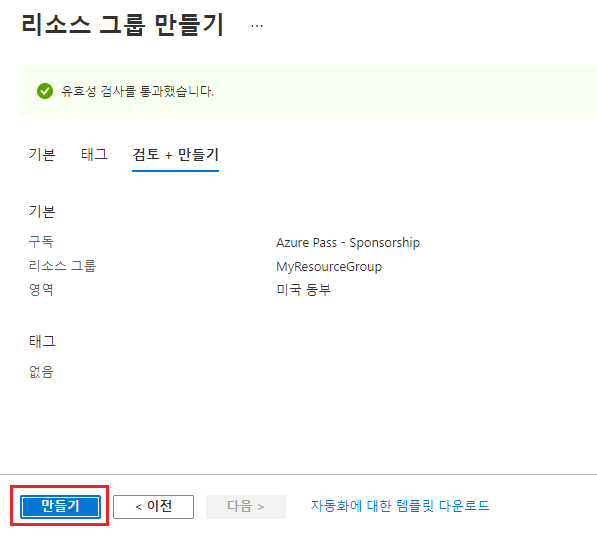 리소스 그룹 만들기 ...
유효성 검사를 통과했습니다.
기본 태그 검토 + 만들기
기본
구독 Azure Pass - Sponsorship
리소스 그룹 MyResourceGroup
영역 미국 동부
태그
없음
만들기 < 이전 다음 > 자동화에 대한 템플릿 다운로드